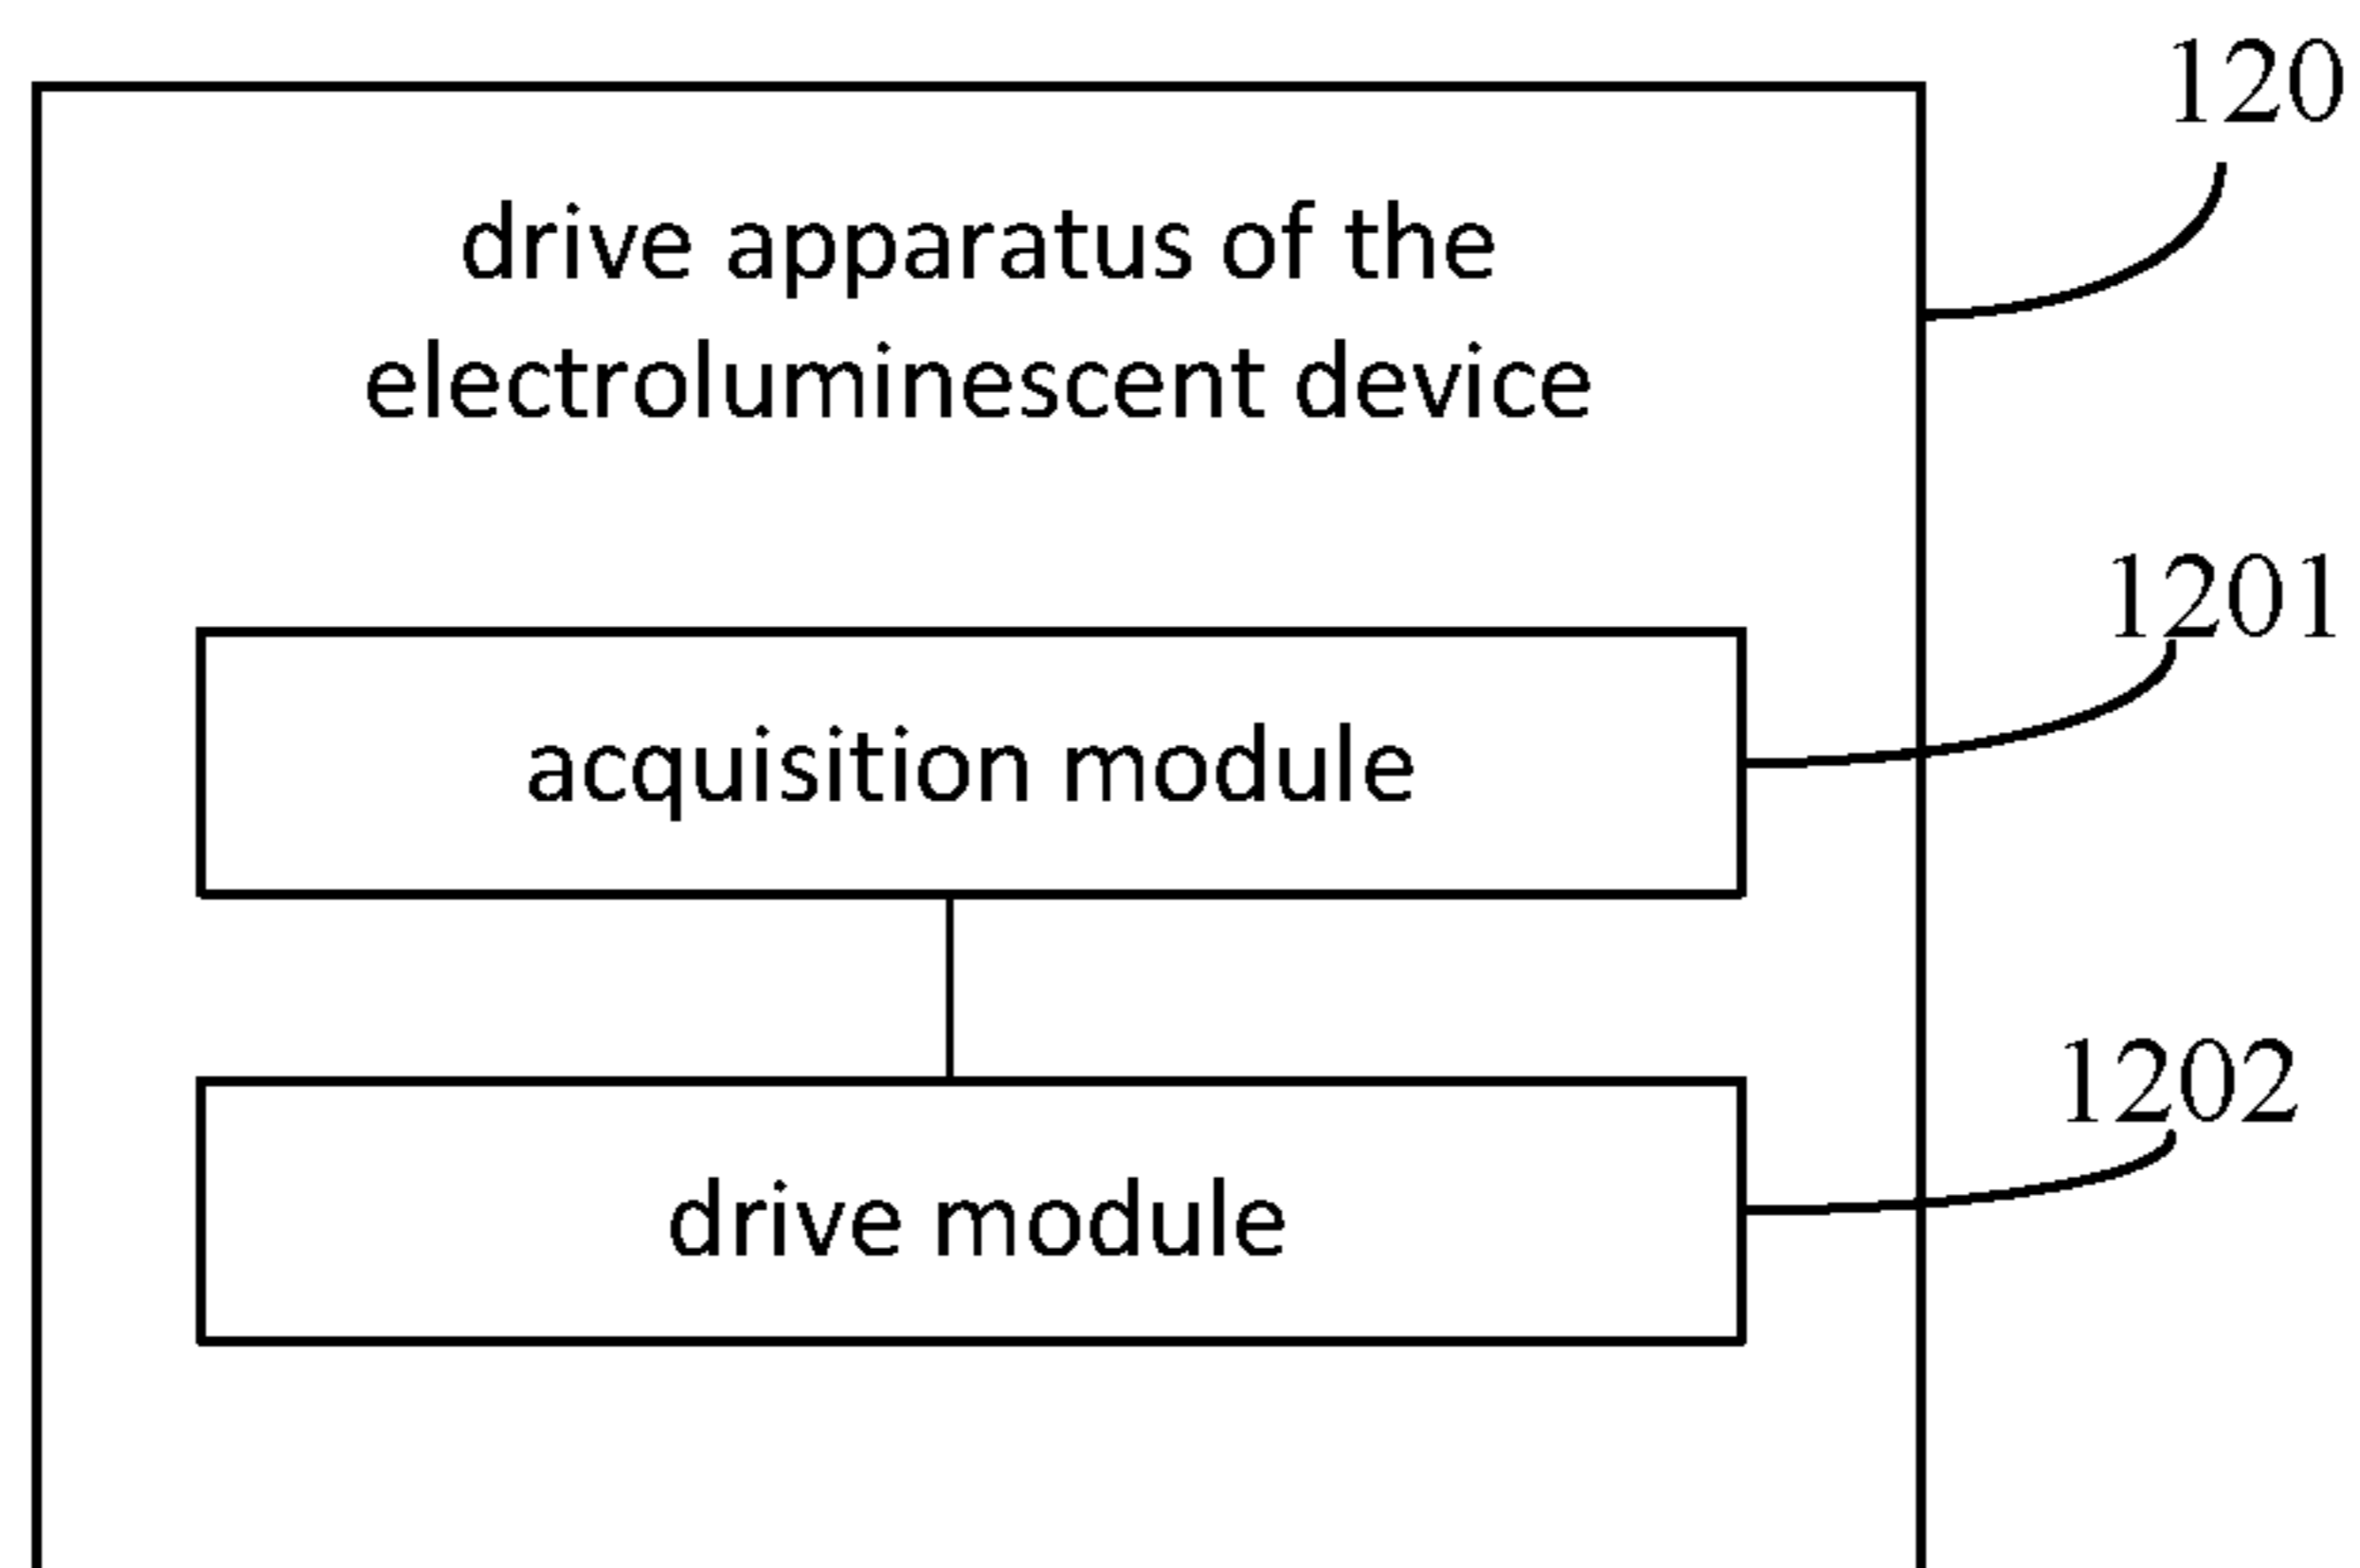 120
drive apparatus of the
electroluminescent device
1201
acquisition module
1202
drive module